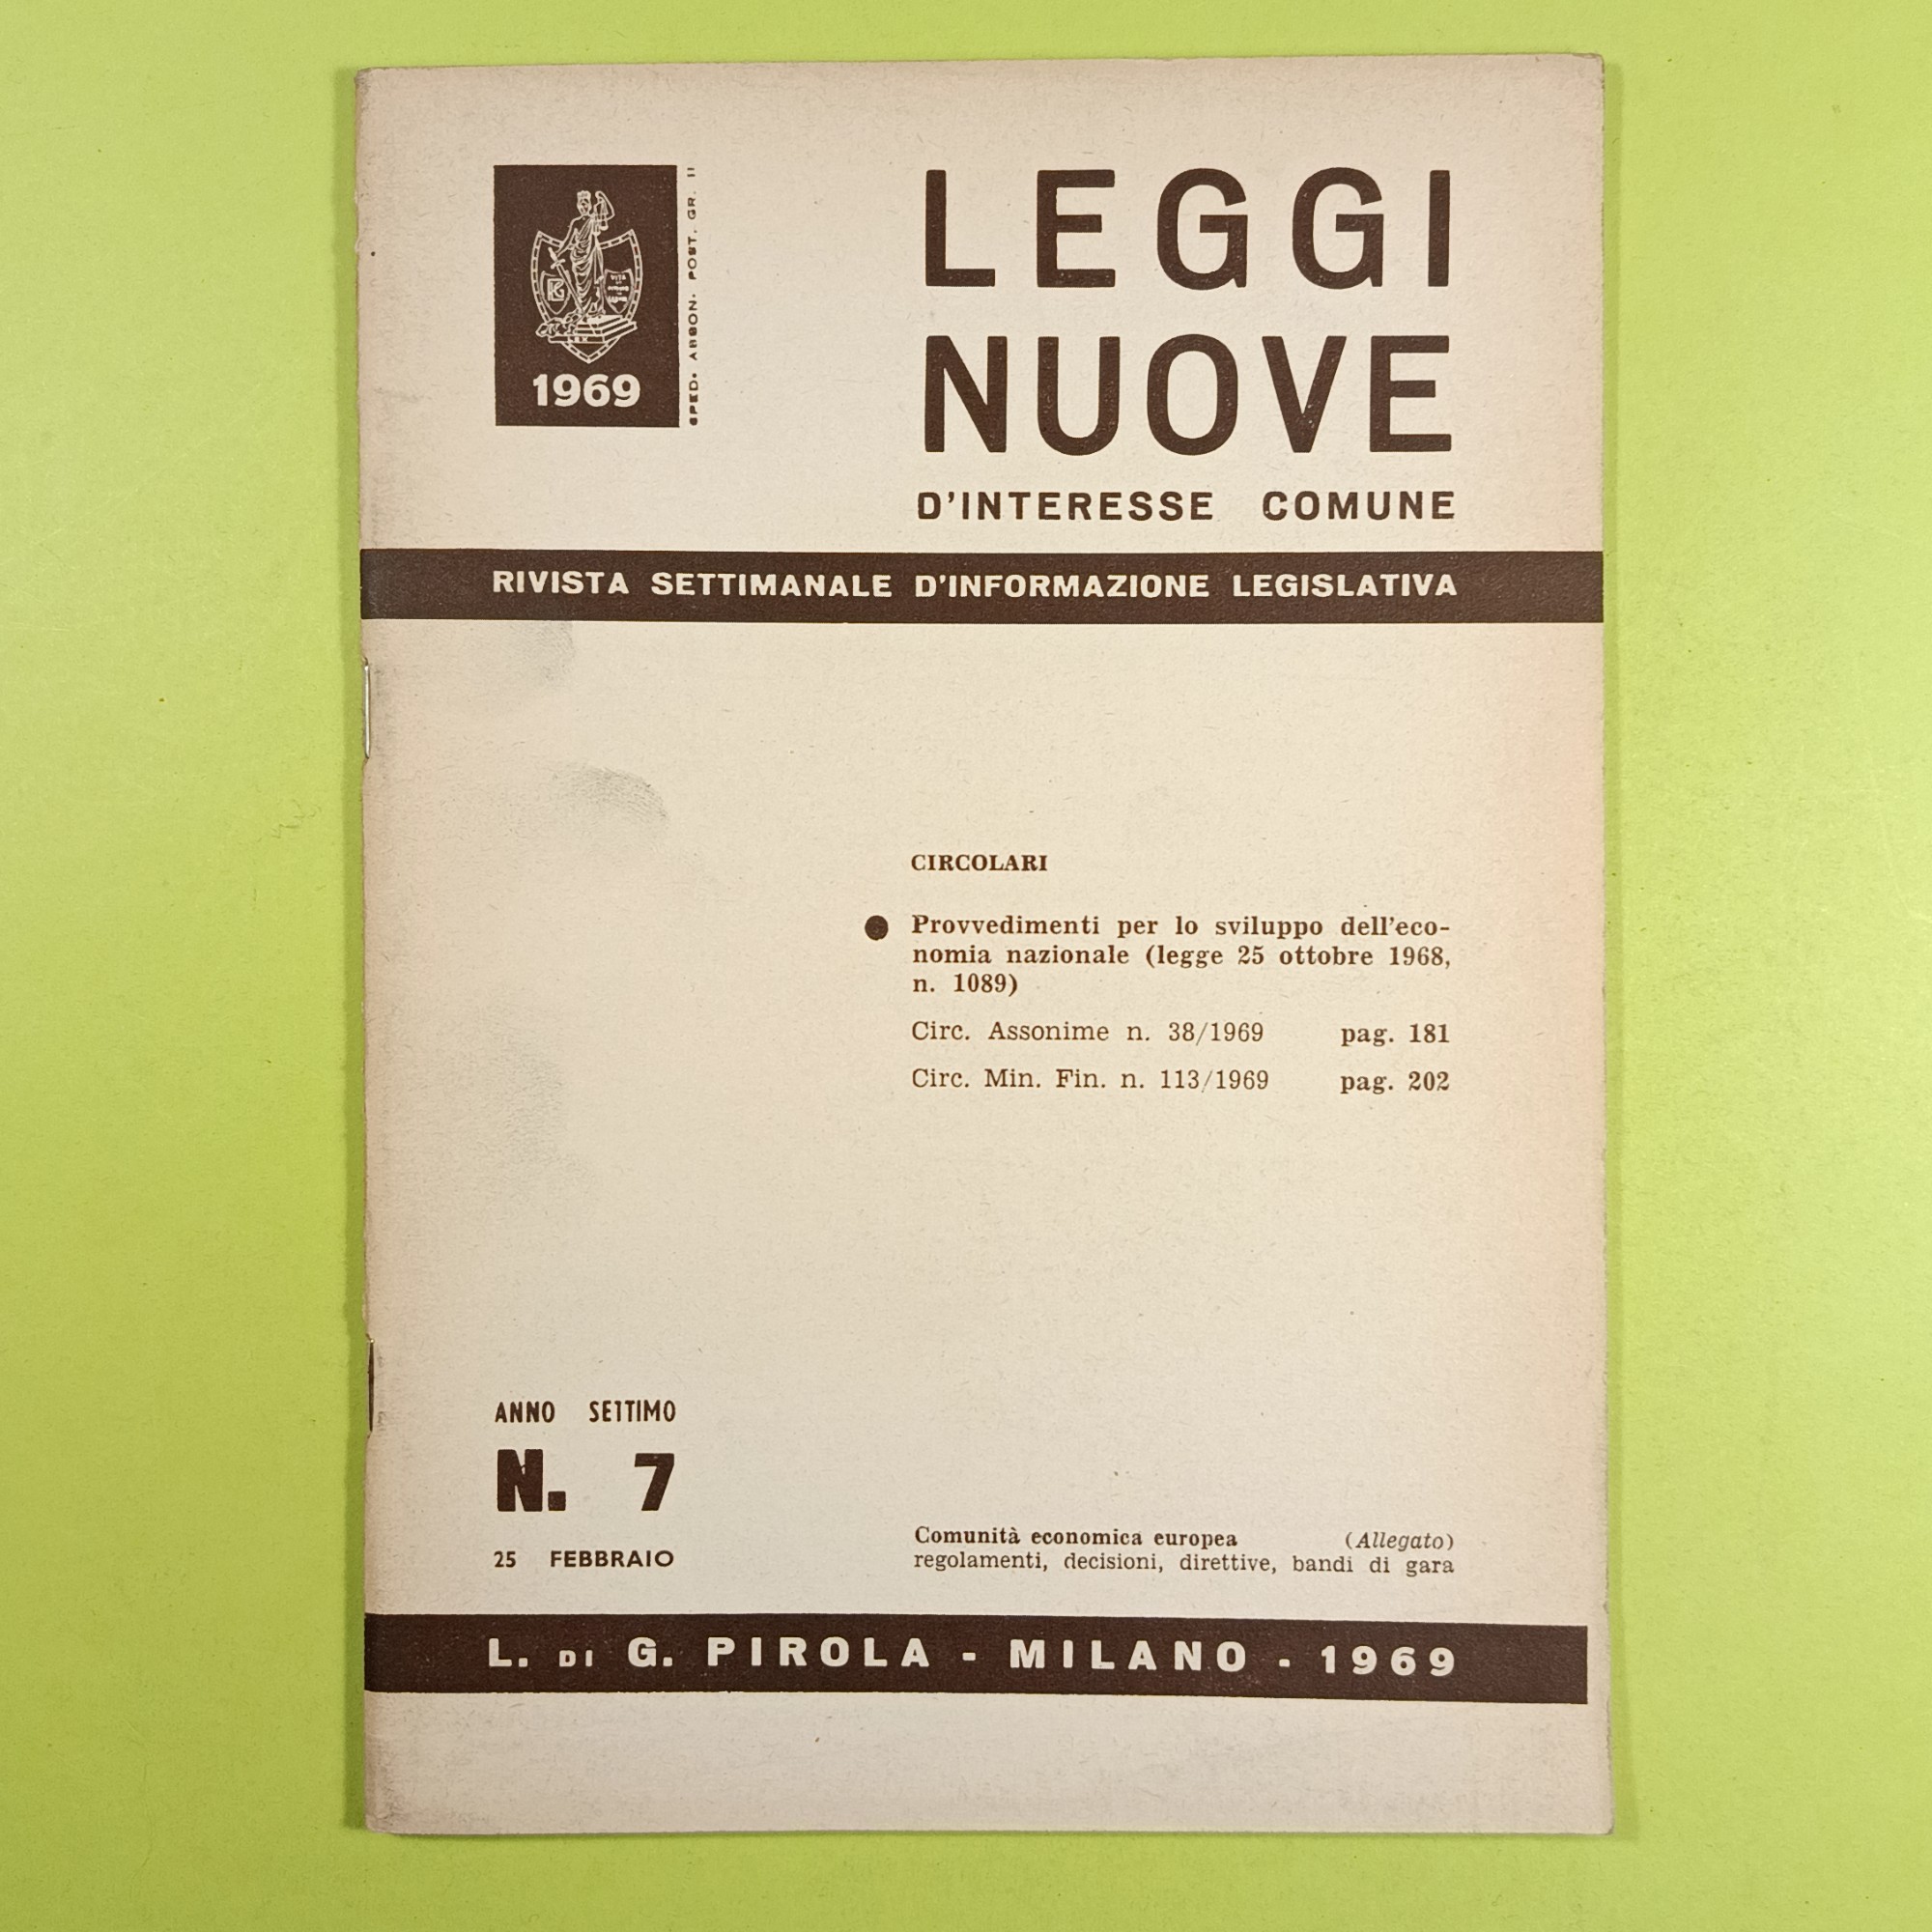 1969
SPED. ABBON. POST. GR. II
LEGGI
NUOVE
D'INTERESSE COMUNE
RIVISTA SETTIMANALE D'INFORMAZIONE LEGISLATIVA
CIRCOLARI
● Provvedimenti per lo sviluppo dell'eco-
nomia nazionale (legge 25 ottobre 1968,
n. 1089)
Circ. Assonime n. 38/1969 pag. 181
Circ. Min. Fin. n. 113/1969 pag. 202
ANNO SETTIMO
N. 7
25 FEBBRAIO
Comunità economica europea (Allegato)
regolamenti, decisioni, direttive, bandi di gara
L. DI G. PIROLA - MILANO - 1969